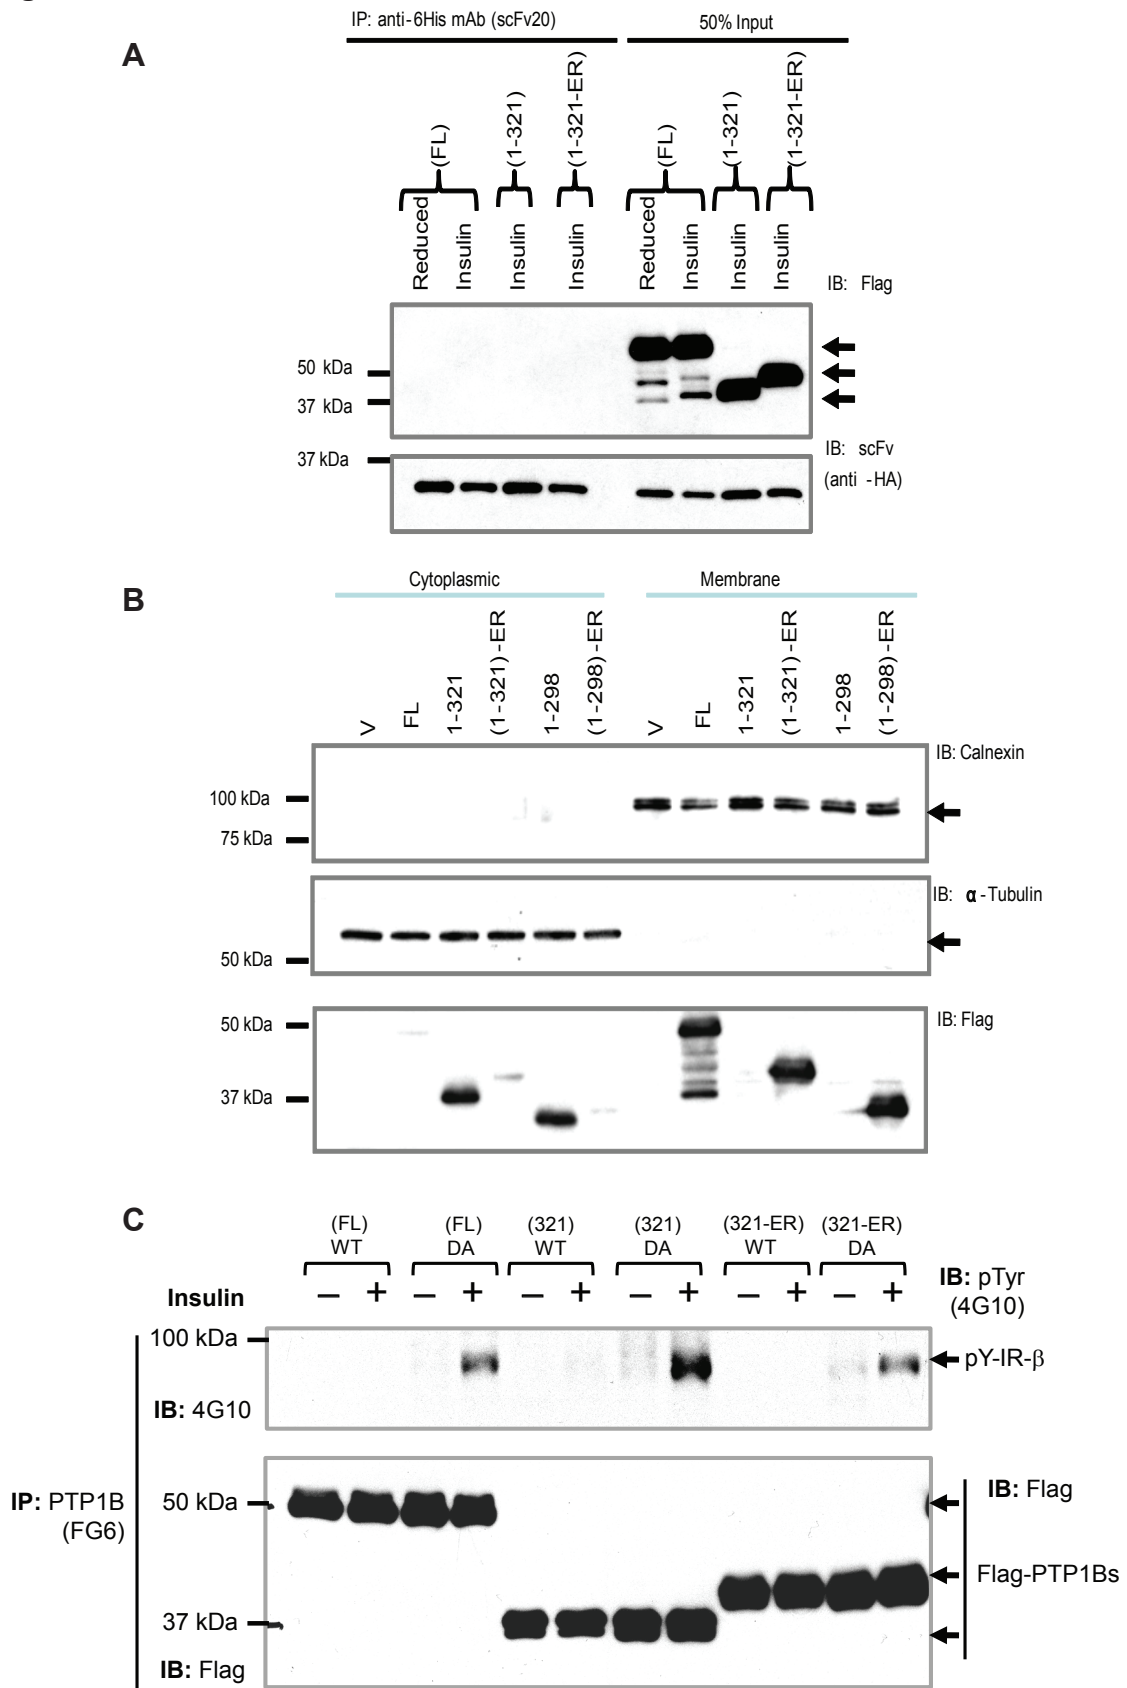 A
IP: anti-6His mAb (scFv20)
50% Input
(FL)
(1-321)
(1-321-ER)
(FL)
(1-321)
(1-321-ER)
Reduced
Insulin
Insulin
Insulin
Reduced
Insulin
Insulin
Insulin
IB: Flag
50 kDa
37 kDa
37 kDa
IB: scFv
(anti -HA)
B
Cytoplasmic
Membrane
V
FL
1-321
(1-321)-ER
1-298
(1-298)-ER
V
FL
1-321
(1-321)-ER
1-298
(1-298)-ER
IB: Calnexin
100 kDa
75 kDa
IB: α-Tubulin
50 kDa
IB: Flag
50 kDa
37 kDa
C
(FL) WT
(FL) DA
(321) WT
(321) DA
(321-ER) WT
(321-ER) DA
Insulin
− + − + − + − + − + − +
IB: pTyr
(4G10)
100 kDa
pY-IR-β
IB: 4G10
IP: PTP1B
(FG6)
50 kDa
IB: Flag
Flag-PTP1Bs
37 kDa
IB: Flag